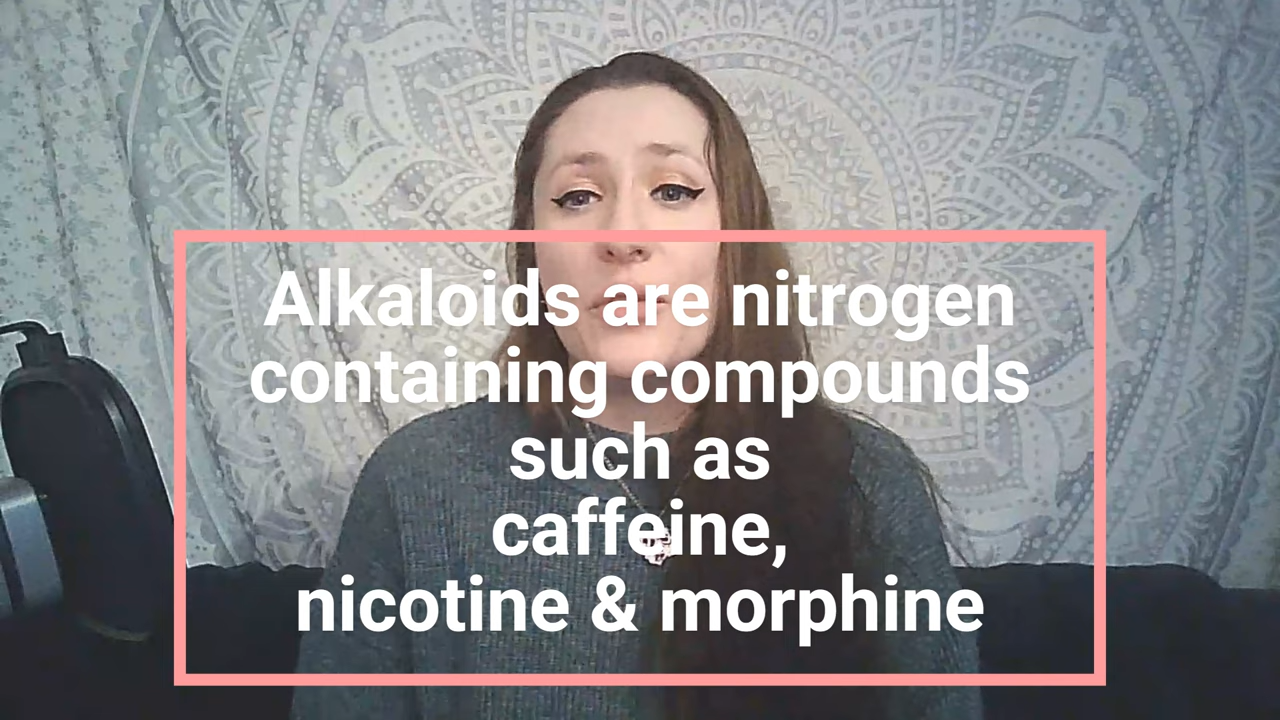 Alkaloids are nitrogen
containing compounds
such as
caffeine,
nicotine & morphine